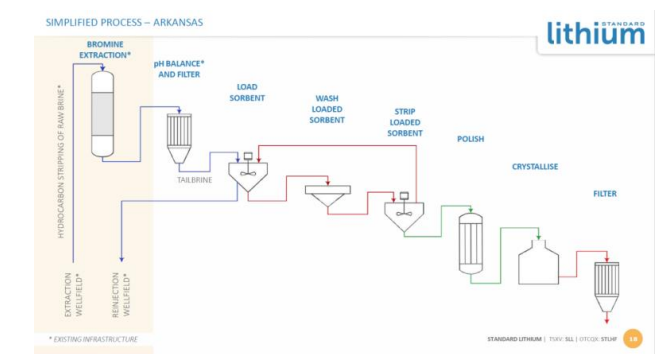 SIMPLIFIED PROCESS – ARKANSAS
STANDARD
lithium
BROMINE
EXTRACTION*
pH BALANCE*
AND FILTER
LOAD
SORBENT
WASH
LOADED
SORBENT
STRIP
LOADED
SORBENT
POLISH
CRYSTALLISE
FILTER
HYDROCARBON STRIPPING OF RAW BRINE*
TAILBRINE
EXTRACTION
WELLFIELD*
REINJECTION
WELLFIELD*
* EXISTING INFRASTRUCTURE
STANDARD LITHIUM | TSXV: SLL | OTCQX: STLHF
18